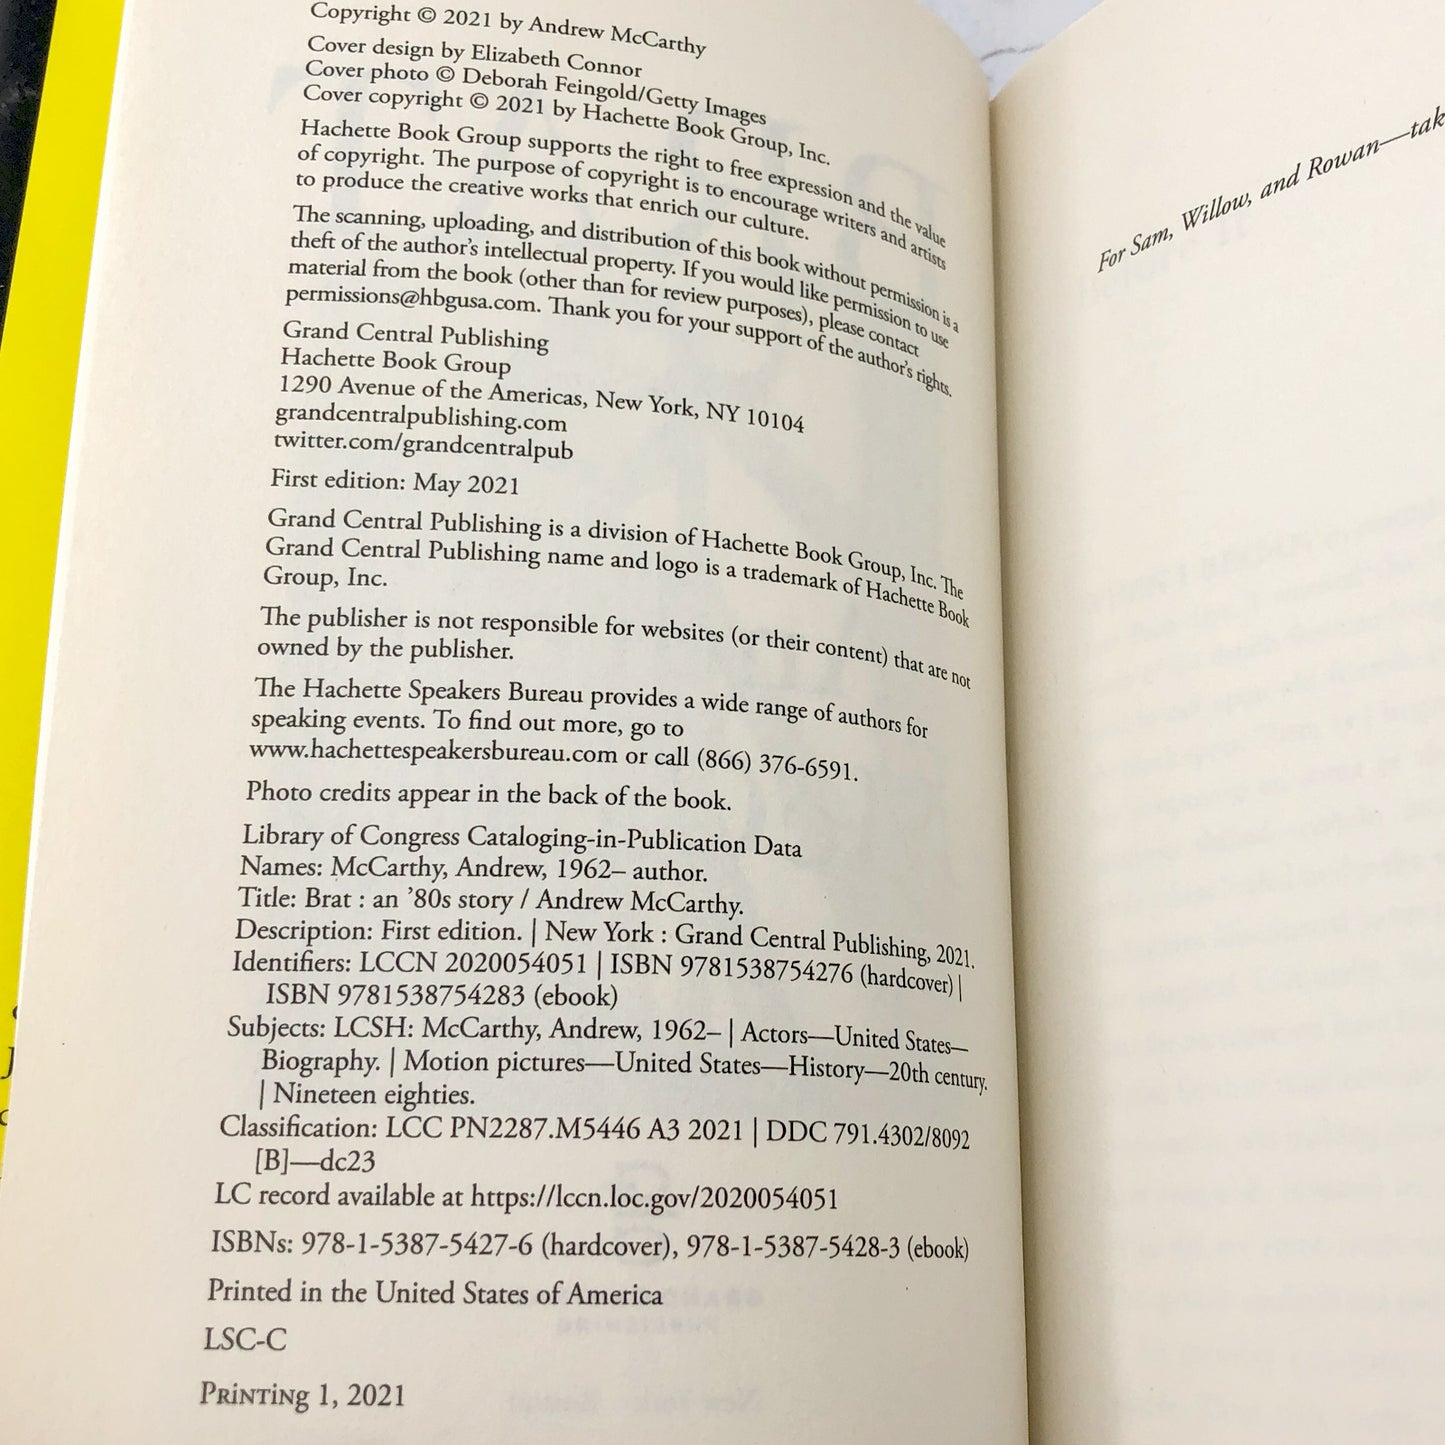 Copyright © 2021 by Andrew McCarthy
Cover design by Elizabeth Connor
Cover photo © Deborah Feingold/Getty Images
Cover copyright © 2021 by Hachette Book Group, Inc.
Hachette Book Group supports the right to free expression and the value
of copyright. The purpose of copyright is to encourage writers and artists
to produce the creative works that enrich our culture.
The scanning, uploading, and distribution of this book without permission is a
theft of the author's intellectual property. If you would like permission to use
material from the book (other than for review purposes), please contact
permissions@hbgusa.com. Thank you for your support of the author's rights.
Grand Central Publishing
Hachette Book Group
1290 Avenue of the Americas, New York, NY 10104
grandcentralpublishing.com
twitter.com/grandcentralpub
First edition: May 2021
Grand Central Publishing is a division of Hachette Book Group, Inc. The
Grand Central Publishing name and logo is a trademark of Hachette Book
Group, Inc.
The publisher is not responsible for websites (or their content) that are not
owned by the publisher.
The Hachette Speakers Bureau provides a wide range of authors for
speaking events. To find out more, go to
www.hachettespeakersbureau.com or call (866) 376-6591.
Photo credits appear in the back of the book.
Library of Congress Cataloging-in-Publication Data
Names: McCarthy, Andrew, 1962– author.
Title: Brat : an '80s story / Andrew McCarthy.
Description: First edition. | New York : Grand Central Publishing, 2021.
Identifiers: LCCN 2020054051 | ISBN 9781538754276 (hardcover) |
ISBN 9781538754283 (ebook)
Subjects: LCSH: McCarthy, Andrew, 1962– | Actors—United States—
Biography. | Motion pictures—United States—History—20th century.
| Nineteen eighties.
Classification: LCC PN2287.M5446 A3 2021 | DDC 791.4302/8092
[B]—dc23
LC record available at https://lccn.loc.gov/2020054051
ISBNs: 978-1-5387-5427-6 (hardcover), 978-1-5387-5428-3 (ebook)
Printed in the United States of America
LSC-C
Printing 1, 2021
For Sam, Willow, and Rowan—tak